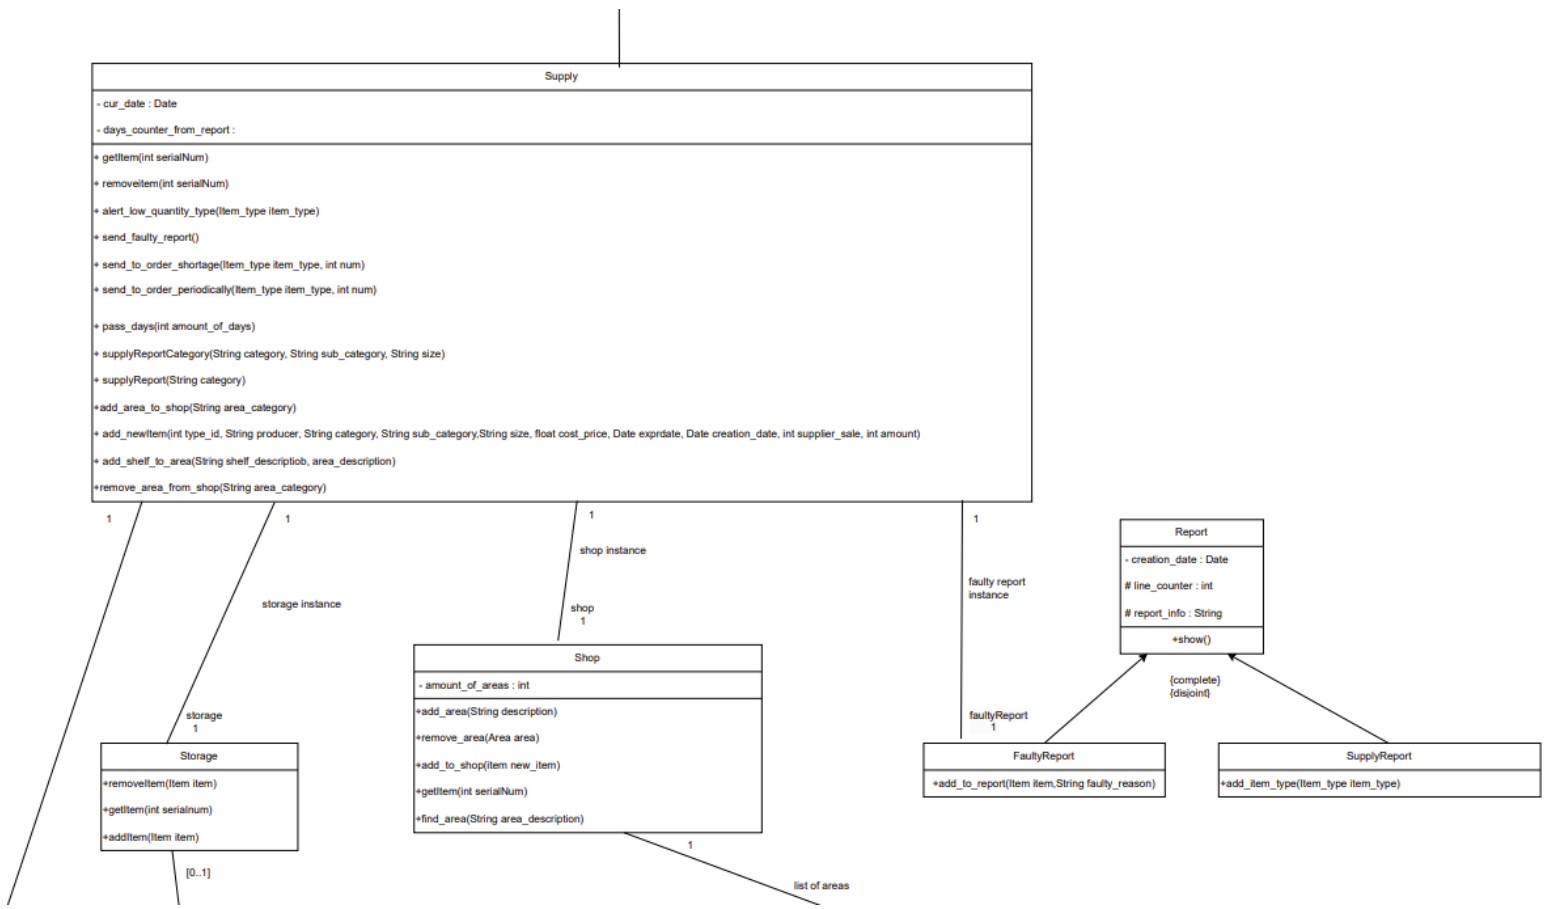 Supply
- cur_date : Date
- days_counter_from_report :
+ getItem(int serialNum)
+ removeitem(int serialNum)
+ alert_low_quantity_type(Item_type item_type)
+ send_faulty_report()
+ send_to_order_shortage(Item_type item_type, int num)
+ send_to_order_periodically(Item_type item_type, int num)
+ pass_days(int amount_of_days)
+ supplyReportCategory(String category, String sub_category, String size)
+ supplyReport(String category)
+add_area_to_shop(String area_category)
+ add_newItem(int type_id, String producer, String category, String sub_category,String size, float cost_price, Date exprdate, Date creation_date, int supplier_sale, int amount)
+ add_shelf_to_area(String shelf_descriptiob, area_description)
+remove_area_from_shop(String area_category)
1
1
1
1
shop instance
storage instance
faulty report
instance
shop
1
storage
1
faultyReport
1
Report
- creation_date : Date
# line_counter : int
# report_info : String
+show()
{complete}
{disjoint}
Shop
- amount_of_areas : int
+add_area(String description)
+remove_area(Area area)
+add_to_shop(item new_item)
+getItem(int serialNum)
+find_area(String area_description)
Storage
+removeItem(Item item)
+getItem(int serialnum)
+addItem(Item item)
FaultyReport
+add_to_report(Item item,String faulty_reason)
SupplyReport
+add_item_type(Item_type item_type)
[0..1]
1
list of areas